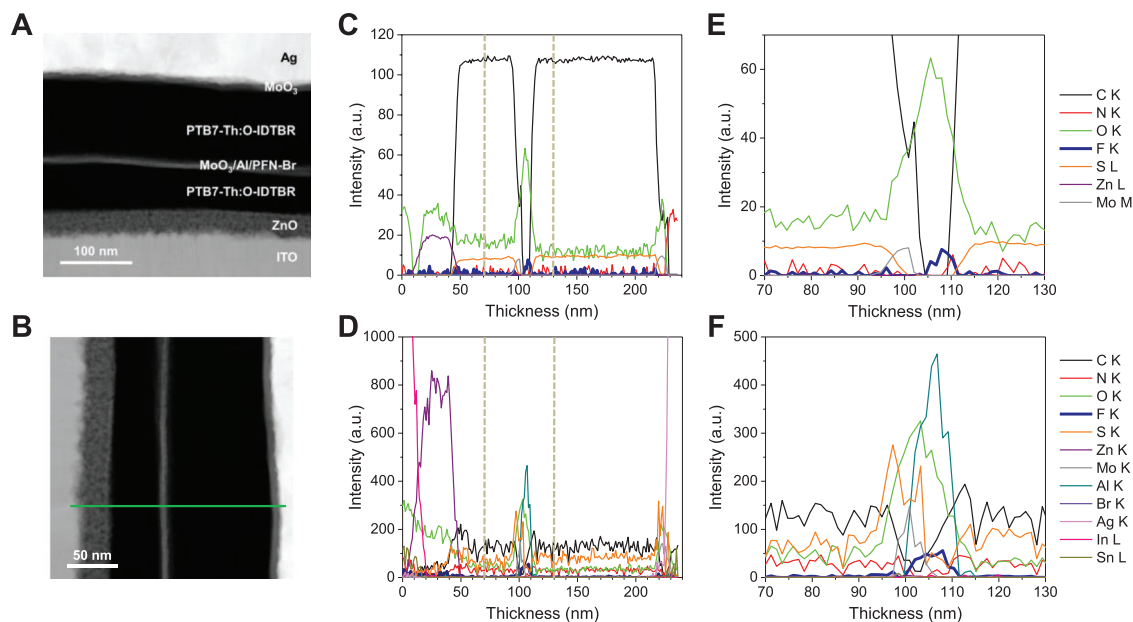 A
Ag
MoO3
PTB7-Th:O-IDTBR
MoO3/Al/PFN-Br
PTB7-Th:O-IDTBR
ZnO
100 nm
ITO
B
50 nm
C
120
100
80
60
40
20
0
Intensity (a.u.)
0 50 100 150 200
Thickness (nm)
D
1000
800
600
400
200
0
Intensity (a.u.)
0 50 100 150 200
Thickness (nm)
E
60
40
20
0
Intensity (a.u.)
70 80 90 100 110 120 130
Thickness (nm)
C K
N K
O K
F K
S L
Zn L
Mo M
F
500
400
300
200
100
0
Intensity (a.u.)
70 80 90 100 110 120 130
Thickness (nm)
C K
N K
O K
F K
S K
Zn K
Mo K
Al K
Br K
Ag K
In L
Sn L